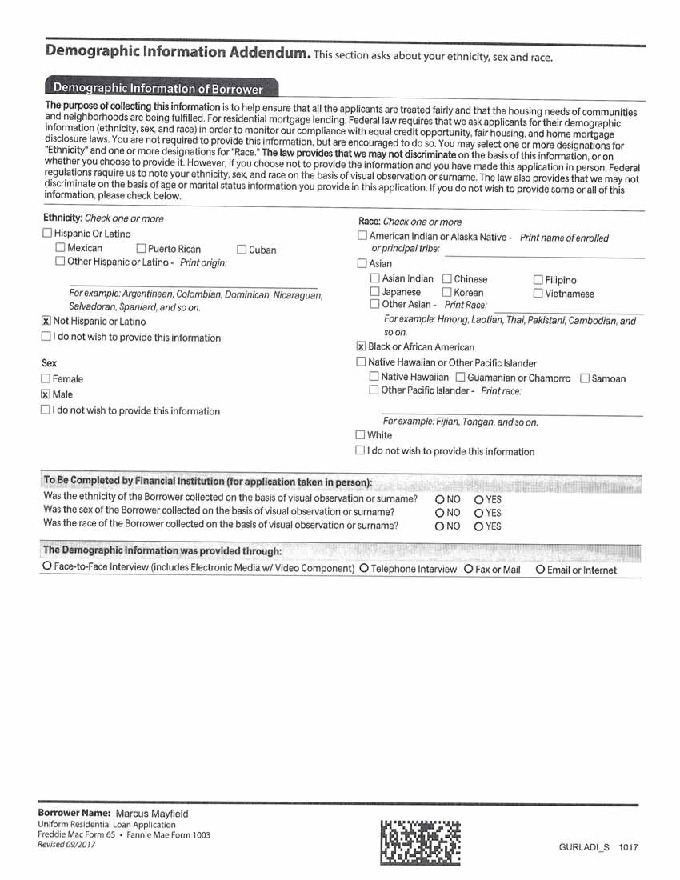 Demographic Information Addendum. This section asks about your ethnicity, sex and race.
Demographic Information of Borrower
The purpose of collecting this information is to help ensure that all the applicants are treated fairly and that the housing needs of communities
and neighborhoods are being fulfilled. For residential mortgage lending, Federal law requires that we ask applicants for their demographic
information (ethnicity, sex, and race) in order to monitor our compliance with equal credit opportunity, fair housing, and home mortgage
disclosure laws. You are not required to provide this information, but are encouraged to do so. You may select one or more designations for
"Ethnicity" and one or more designations for "Race." The law provides that we may not discriminate on the basis of this information, or on
whether you choose to provide it. However, if you choose not to provide the information and you have made this application in person, Federal
regulations require us to note your ethnicity, sex, and race on the basis of visual observation or surname. The law also provides that we may not
discriminate on the basis of age or marital status information you provide in this application. If you do not wish to provide some or all of this
information, please check below.
Ethnicity: Check one or more
Hispanic Or Latino
Mexican Puerto Rican Cuban
Other Hispanic or Latino - Print origin:
For example: Argentinean, Colombian, Dominican, Nicaraguan,
Salvadoran, Spaniard, and so on.
x Not Hispanic or Latino
I do not wish to provide this information
Sex
Female
x Male
I do not wish to provide this information
Race: Check one or more
American Indian or Alaska Native - Print name of enrolled
or principal tribe:
Asian
Asian Indian Chinese Filipino
Japanese Korean Vietnamese
Other Asian - Print Race:
For example: Hmong, Laotian, Thai, Pakistani, Cambodian, and
so on.
x Black or African American
Native Hawaiian or Other Pacific Islander
Native Hawaiian Guamanian or Chamorro Samoan
Other Pacific Islander - Print race:
For example: Fijian, Tongan, and so on.
White
I do not wish to provide this information
To Be Completed by Financial Institution (for application taken in person):
Was the ethnicity of the Borrower collected on the basis of visual observation or surname? NO YES
Was the sex of the Borrower collected on the basis of visual observation or surname? NO YES
Was the race of the Borrower collected on the basis of visual observation or surname? NO YES
The Demographic Information was provided through:
Face-to-Face Interview (includes Electronic Media w/ Video Component) Telephone Interview Fax or Mail Email or Internet
Borrower Name: Marcus Mayfield
Uniform Residential Loan Application
Freddie Mac Form 65 • Fannie Mae Form 1003
Revised 09/2017
GURLADI_S 1017